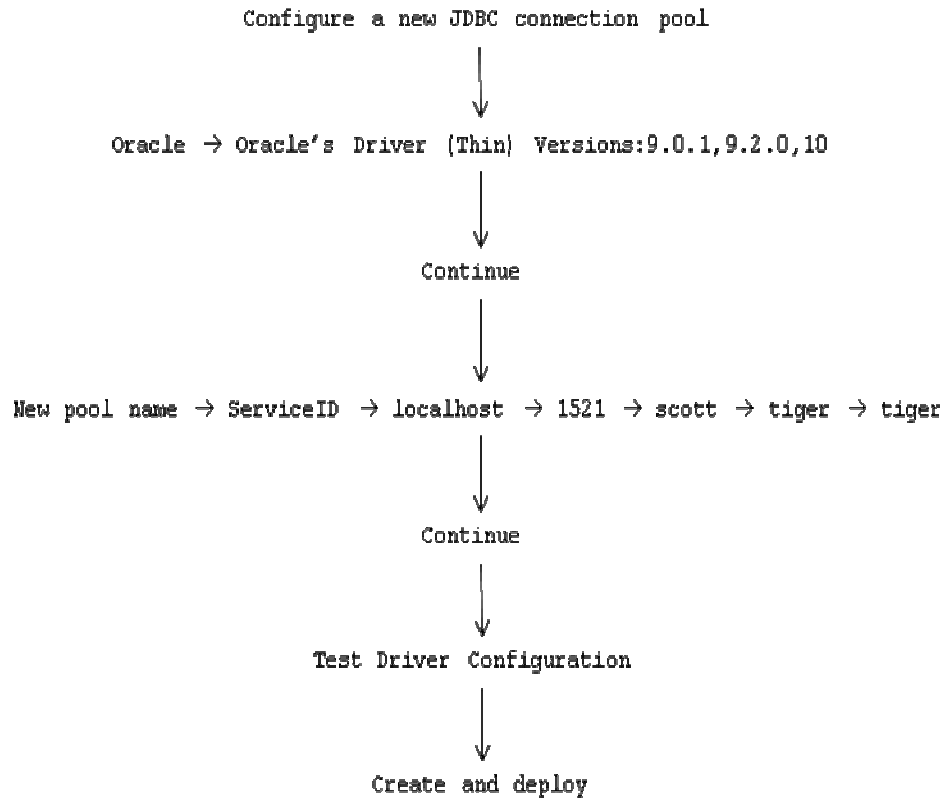 Configure a new JDBC connection pool
Oracle → Oracle's Driver (Thin) Versions:9.0.1,9.2.0,10
Continue
New pool name → ServiceID → localhost → 1521 → scott → tiger → tiger
Continue
Test Driver Configuration
Create and deploy